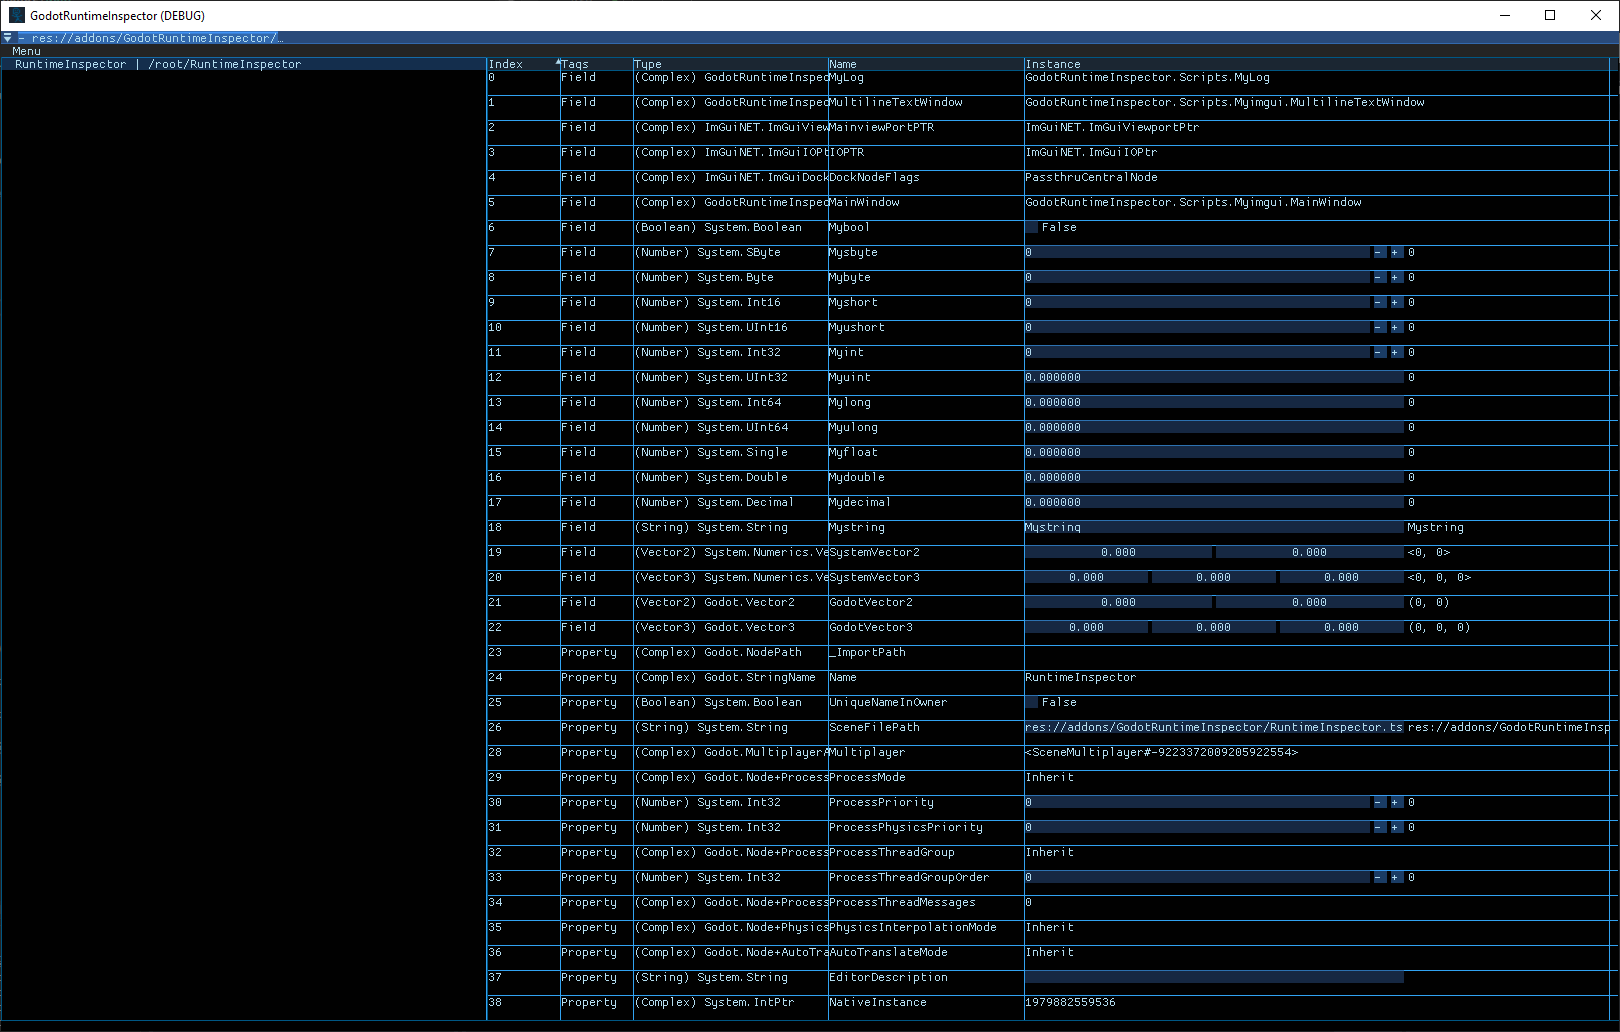 GodotRuntimeInspector (DEBUG)
- res://addons/GodotRuntimeInspector/…
Menu
RuntimeInspector | /root/RuntimeInspector
Index Tags Type Name Instance
0 Field (Complex) GodotRuntimeInspec MyLog GodotRuntimeInspector.Scripts.MyLog
1 Field (Complex) GodotRuntimeInspec MultilineTextWindow GodotRuntimeInspector.Scripts.Myimgui.MultilineTextWindow
2 Field (Complex) ImGuiNET.ImGuiView MainviewPortPTR ImGuiNET.ImGuiViewportPtr
3 Field (Complex) ImGuiNET.ImGuiIOPt IOPTR ImGuiNET.ImGuiIOPtr
4 Field (Complex) ImGuiNET.ImGuiDock DockNodeFlags PassthruCentralNode
5 Field (Complex) GodotRuntimeInspec MainWindow GodotRuntimeInspector.Scripts.Myimgui.MainWindow
6 Field (Boolean) System.Boolean Mybool False
7 Field (Number) System.SByte Mysbyte 0 - + 0
8 Field (Number) System.Byte Mybyte 0 - + 0
9 Field (Number) System.Int16 Myshort 0 - + 0
10 Field (Number) System.UInt16 Myushort 0 - + 0
11 Field (Number) System.Int32 Myint 0 - + 0
12 Field (Number) System.UInt32 Myuint 0.000000 0
13 Field (Number) System.Int64 Mylong 0.000000 0
14 Field (Number) System.UInt64 Myulong 0.000000 0
15 Field (Number) System.Single Myfloat 0.000000 0
16 Field (Number) System.Double Mydouble 0.000000 0
17 Field (Number) System.Decimal Mydecimal 0.000000 0
18 Field (String) System.String Mystring Mystring Mystring
19 Field (Vector2) System.Numerics.Ve SystemVector2 0.000 0.000 <0, 0>
20 Field (Vector3) System.Numerics.Ve SystemVector3 0.000 0.000 0.000 <0, 0, 0>
21 Field (Vector2) Godot.Vector2 GodotVector2 0.000 0.000 (0, 0)
22 Field (Vector3) Godot.Vector3 GodotVector3 0.000 0.000 0.000 (0, 0, 0)
23 Property (Complex) Godot.NodePath _ImportPath
24 Property (Complex) Godot.StringName Name RuntimeInspector
25 Property (Boolean) System.Boolean UniqueNameInOwner False
26 Property (String) System.String SceneFilePath res://addons/GodotRuntimeInspector/RuntimeInspector.ts res://addons/GodotRuntimeInsp
28 Property (Complex) Godot.MultiplayerA Multiplayer <SceneMultiplayer#-9223372009205922554>
29 Property (Complex) Godot.Node+Process ProcessMode Inherit
30 Property (Number) System.Int32 ProcessPriority 0 - + 0
31 Property (Number) System.Int32 ProcessPhysicsPriority 0 - + 0
32 Property (Complex) Godot.Node+Process ProcessThreadGroup Inherit
33 Property (Number) System.Int32 ProcessThreadGroupOrder 0 - + 0
34 Property (Complex) Godot.Node+Process ProcessThreadMessages 0
35 Property (Complex) Godot.Node+Physics PhysicsInterpolationMode Inherit
36 Property (Complex) Godot.Node+AutoTra AutoTranslateMode Inherit
37 Property (String) System.String EditorDescription
38 Property (Complex) System.IntPtr NativeInstance 1979882559536